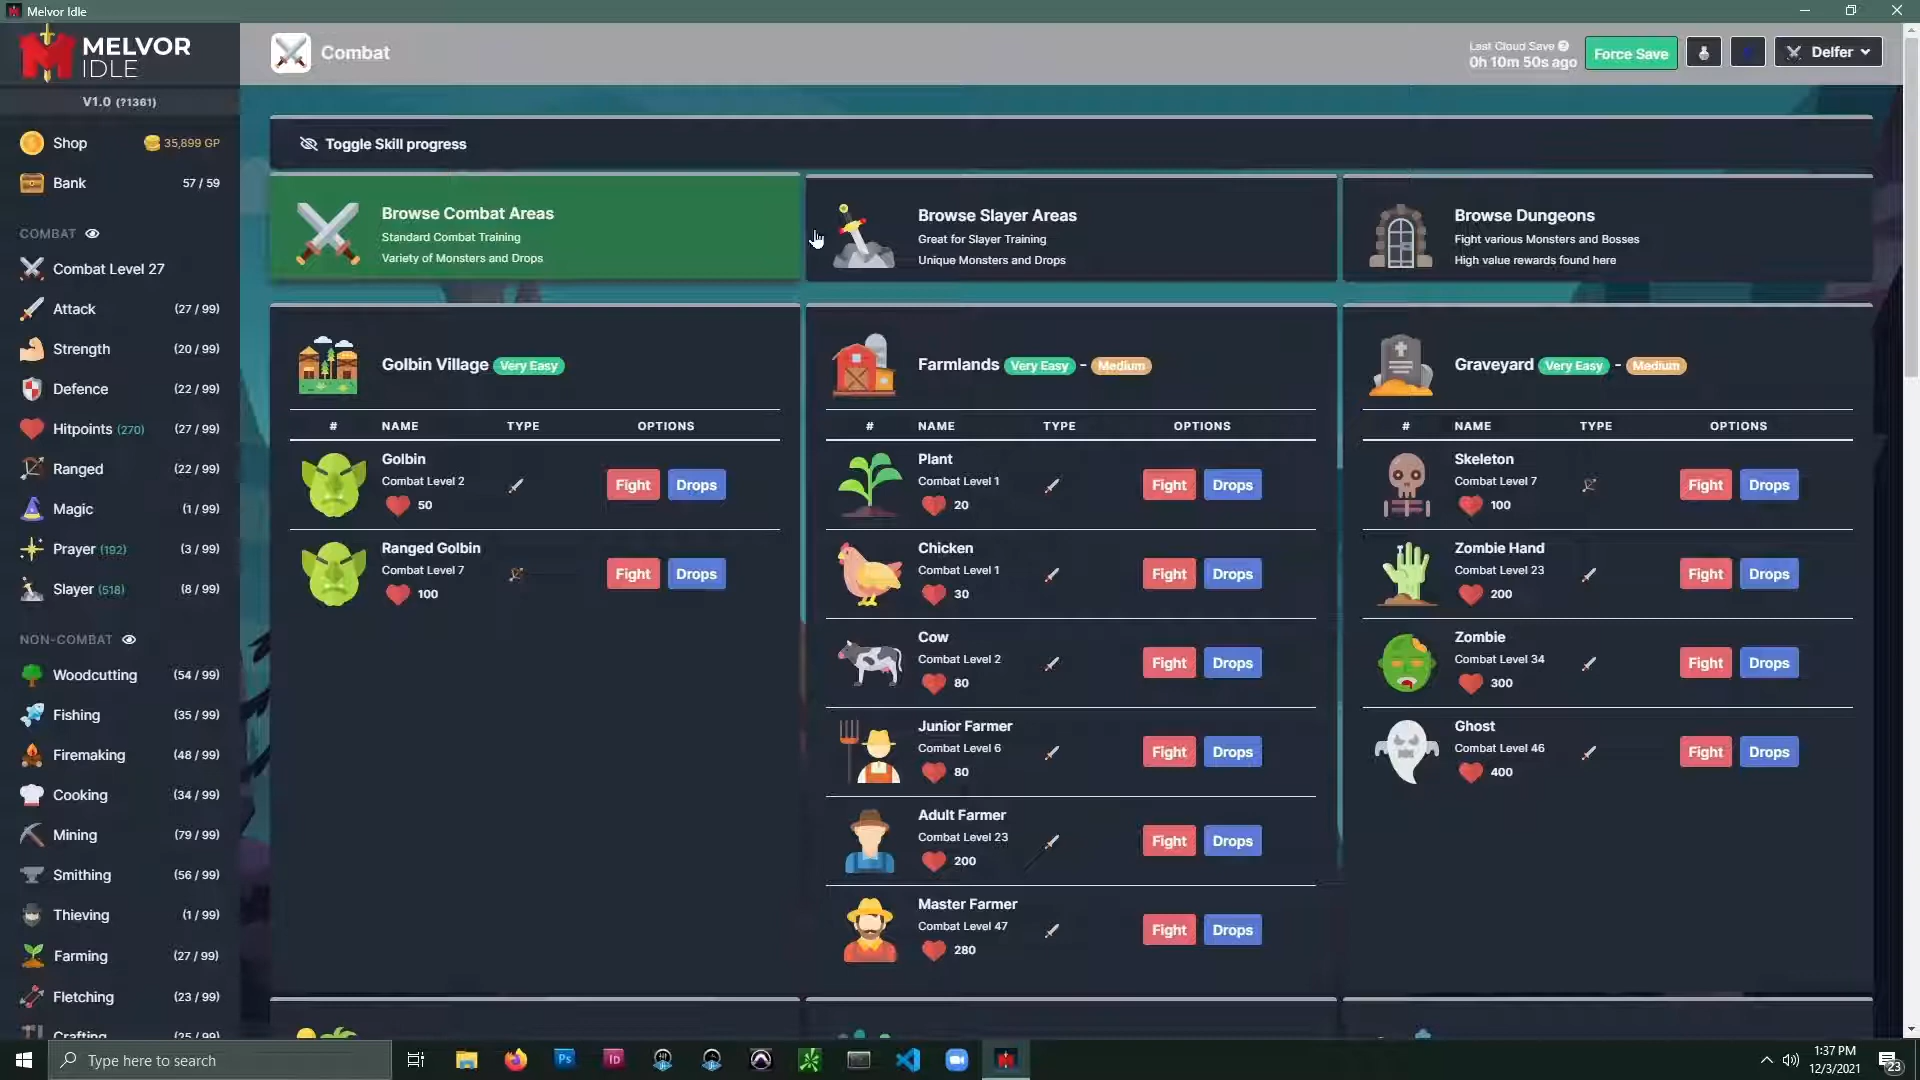 Melvor Idle
MELVOR
IDLE
V1.0 (?1361)
Shop 35,899 GP
Bank 57 / 59
COMBAT
Combat Level 27
Attack (27 / 99)
Strength (20 / 99)
Defence (22 / 99)
Hitpoints (270) (27 / 99)
Ranged (22 / 99)
Magic (1 / 99)
Prayer (192) (3 / 99)
Slayer (518) (8 / 99)
NON-COMBAT
Woodcutting (54 / 99)
Fishing (35 / 99)
Firemaking (48 / 99)
Cooking (34 / 99)
Mining (79 / 99)
Smithing (56 / 99)
Thieving (1 / 99)
Farming (27 / 99)
Fletching (23 / 99)
Crafting (25 / 99)
Combat
Last Cloud Save
0h 10m 50s ago
Force Save
Delfer
Toggle Skill progress
Browse Combat Areas
Standard Combat Training
Variety of Monsters and Drops
Browse Slayer Areas
Great for Slayer Training
Unique Monsters and Drops
Browse Dungeons
Fight various Monsters and Bosses
High value rewards found here
Golbin Village Very Easy
# NAME TYPE OPTIONS
Golbin
Combat Level 2
50
Fight Drops
Ranged Golbin
Combat Level 7
100
Fight Drops
Farmlands Very Easy - Medium
# NAME TYPE OPTIONS
Plant
Combat Level 1
20
Fight Drops
Chicken
Combat Level 1
30
Fight Drops
Cow
Combat Level 2
80
Fight Drops
Junior Farmer
Combat Level 6
80
Fight Drops
Adult Farmer
Combat Level 23
200
Fight Drops
Master Farmer
Combat Level 47
280
Fight Drops
Graveyard Very Easy - Medium
# NAME TYPE OPTIONS
Skeleton
Combat Level 7
100
Fight Drops
Zombie Hand
Combat Level 23
200
Fight Drops
Zombie
Combat Level 34
300
Fight Drops
Ghost
Combat Level 46
400
Fight Drops
Type here to search
Ps
ID
1:37 PM
12/3/2021
23